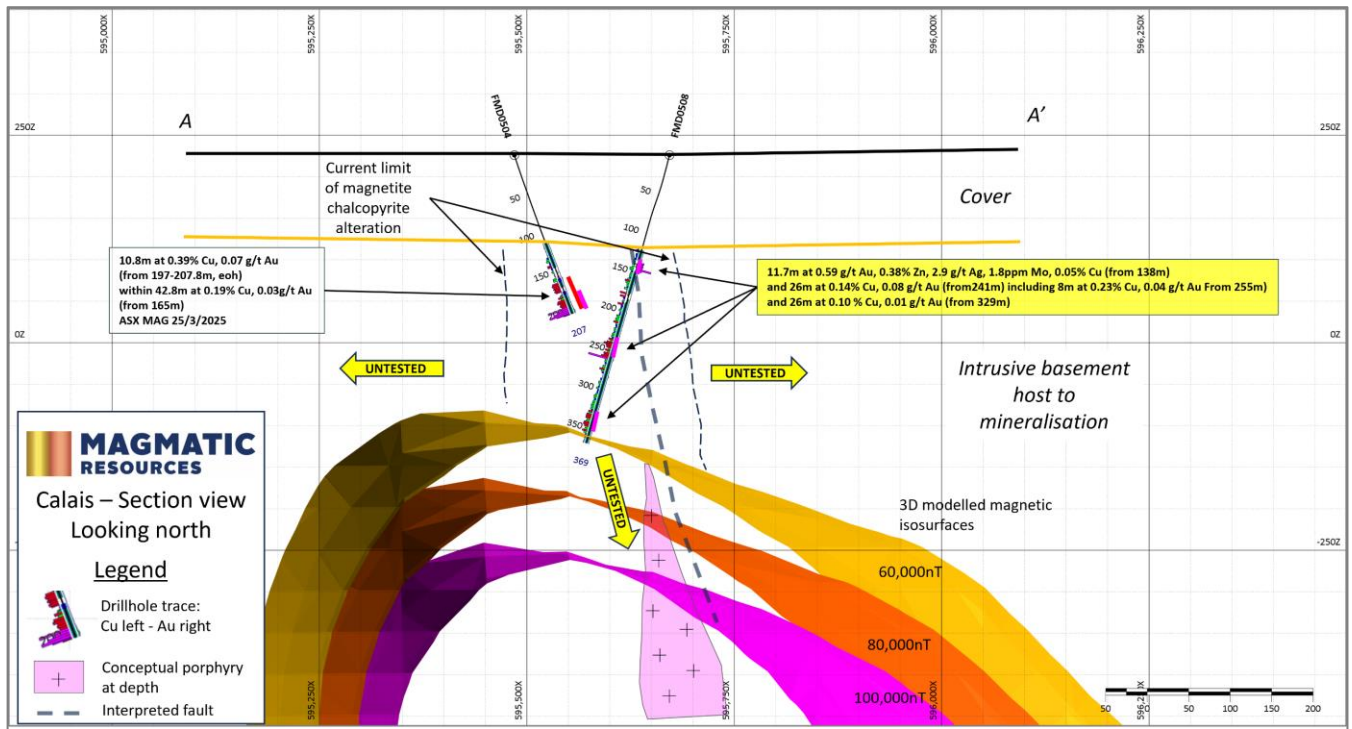 595,000X
595,250X
595,500X
595,750X
596,000X
596,250X
FMD0504
FMD0508
A
A'
250Z
250Z
Current limit
of magnetite
chalcopyrite
alteration
50
50
Cover
100
100
10.8m at 0.39% Cu, 0.07 g/t Au
(from 197-207.8m, eoh)
within 42.8m at 0.19% Cu, 0.03g/t Au
(from 165m)
ASX MAG 25/3/2025
11.7m at 0.59 g/t Au, 0.38% Zn, 2.9 g/t Ag, 1.8ppm Mo, 0.05% Cu (from 138m)
and 26m at 0.14% Cu, 0.08 g/t Au (from241m) including 8m at 0.23% Cu, 0.04 g/t Au From 255m)
and 26m at 0.10 % Cu, 0.01 g/t Au (from 329m)
150
150
200
207
0Z
0Z
250
300
350
369
UNTESTED
UNTESTED
UNTESTED
Intrusive basement
host to
mineralisation
MAGMATIC
RESOURCES
Calais – Section view
Looking north
Legend
Drillhole trace:
Cu left - Au right
Conceptual porphyry
at depth
Interpreted fault
3D modelled magnetic
isosurfaces
-250Z
60,000nT
80,000nT
100,000nT
595,250X
595,500X
595,750X
596,000X
596,250X
50
0
50
100
150
200